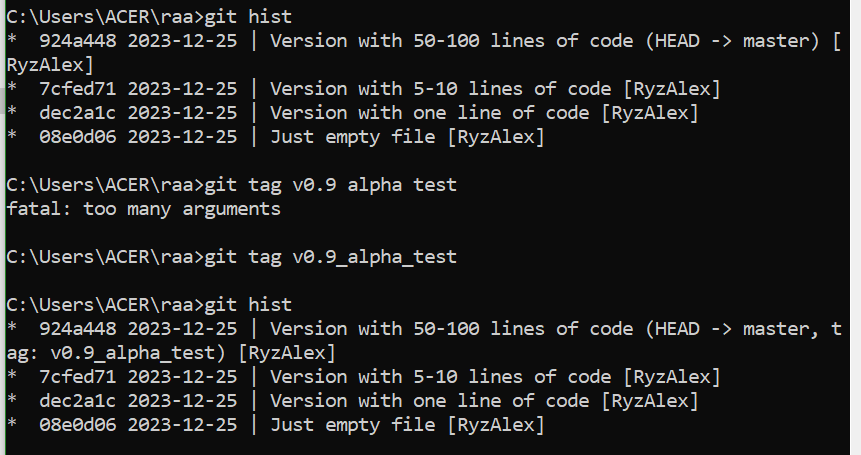 C:\Users\ACER\raa>git hist
*  924a448 2023-12-25 | Version with 50-100 lines of code (HEAD -> master) [
RyzAlex]
*  7cfed71 2023-12-25 | Version with 5-10 lines of code [RyzAlex]
*  dec2a1c 2023-12-25 | Version with one line of code [RyzAlex]
*  08e0d06 2023-12-25 | Just empty file [RyzAlex]
C:\Users\ACER\raa>git tag v0.9 alpha test
fatal: too many arguments
C:\Users\ACER\raa>git tag v0.9_alpha_test
C:\Users\ACER\raa>git hist
*  924a448 2023-12-25 | Version with 50-100 lines of code (HEAD -> master, t
ag: v0.9_alpha_test) [RyzAlex]
*  7cfed71 2023-12-25 | Version with 5-10 lines of code [RyzAlex]
*  dec2a1c 2023-12-25 | Version with one line of code [RyzAlex]
*  08e0d06 2023-12-25 | Just empty file [RyzAlex]